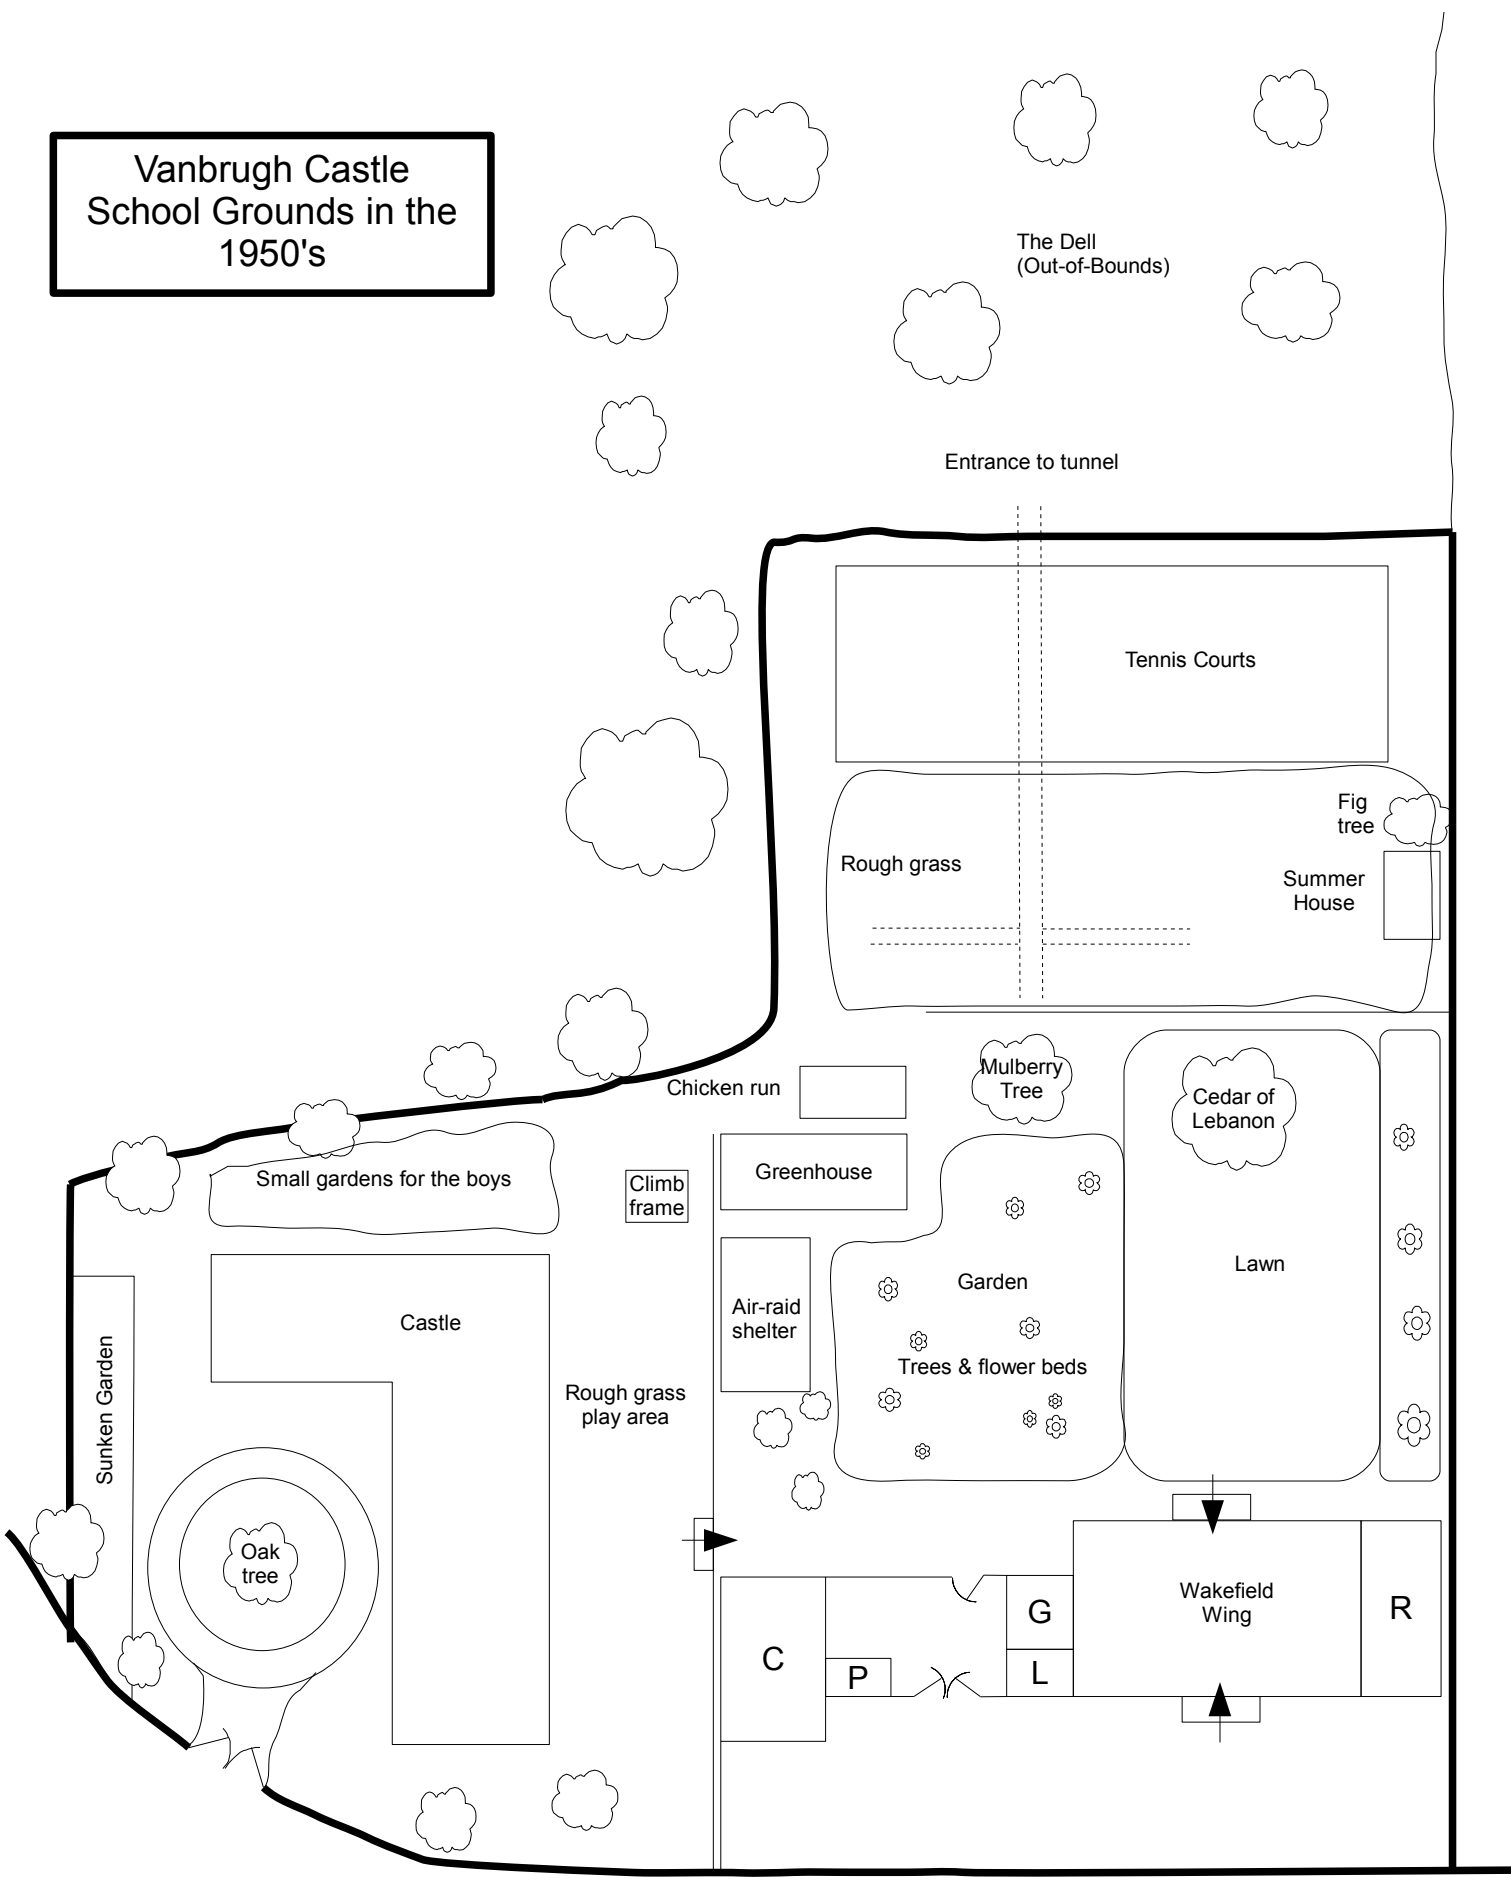 Vanbrugh Castle
School Grounds in the
1950's
The Dell
(Out-of-Bounds)
Entrance to tunnel
Tennis Courts
Fig
tree
Rough grass
Summer
House
Chicken run
Mulberry
Tree
Cedar of
Lebanon
Small gardens for the boys
Climb
frame
Greenhouse
Garden
Lawn
Air-raid
shelter
Castle
Trees & flower beds
Rough grass
play area
Sunken Garden
Oak
tree
Wakefield
Wing
G
R
C
P
L